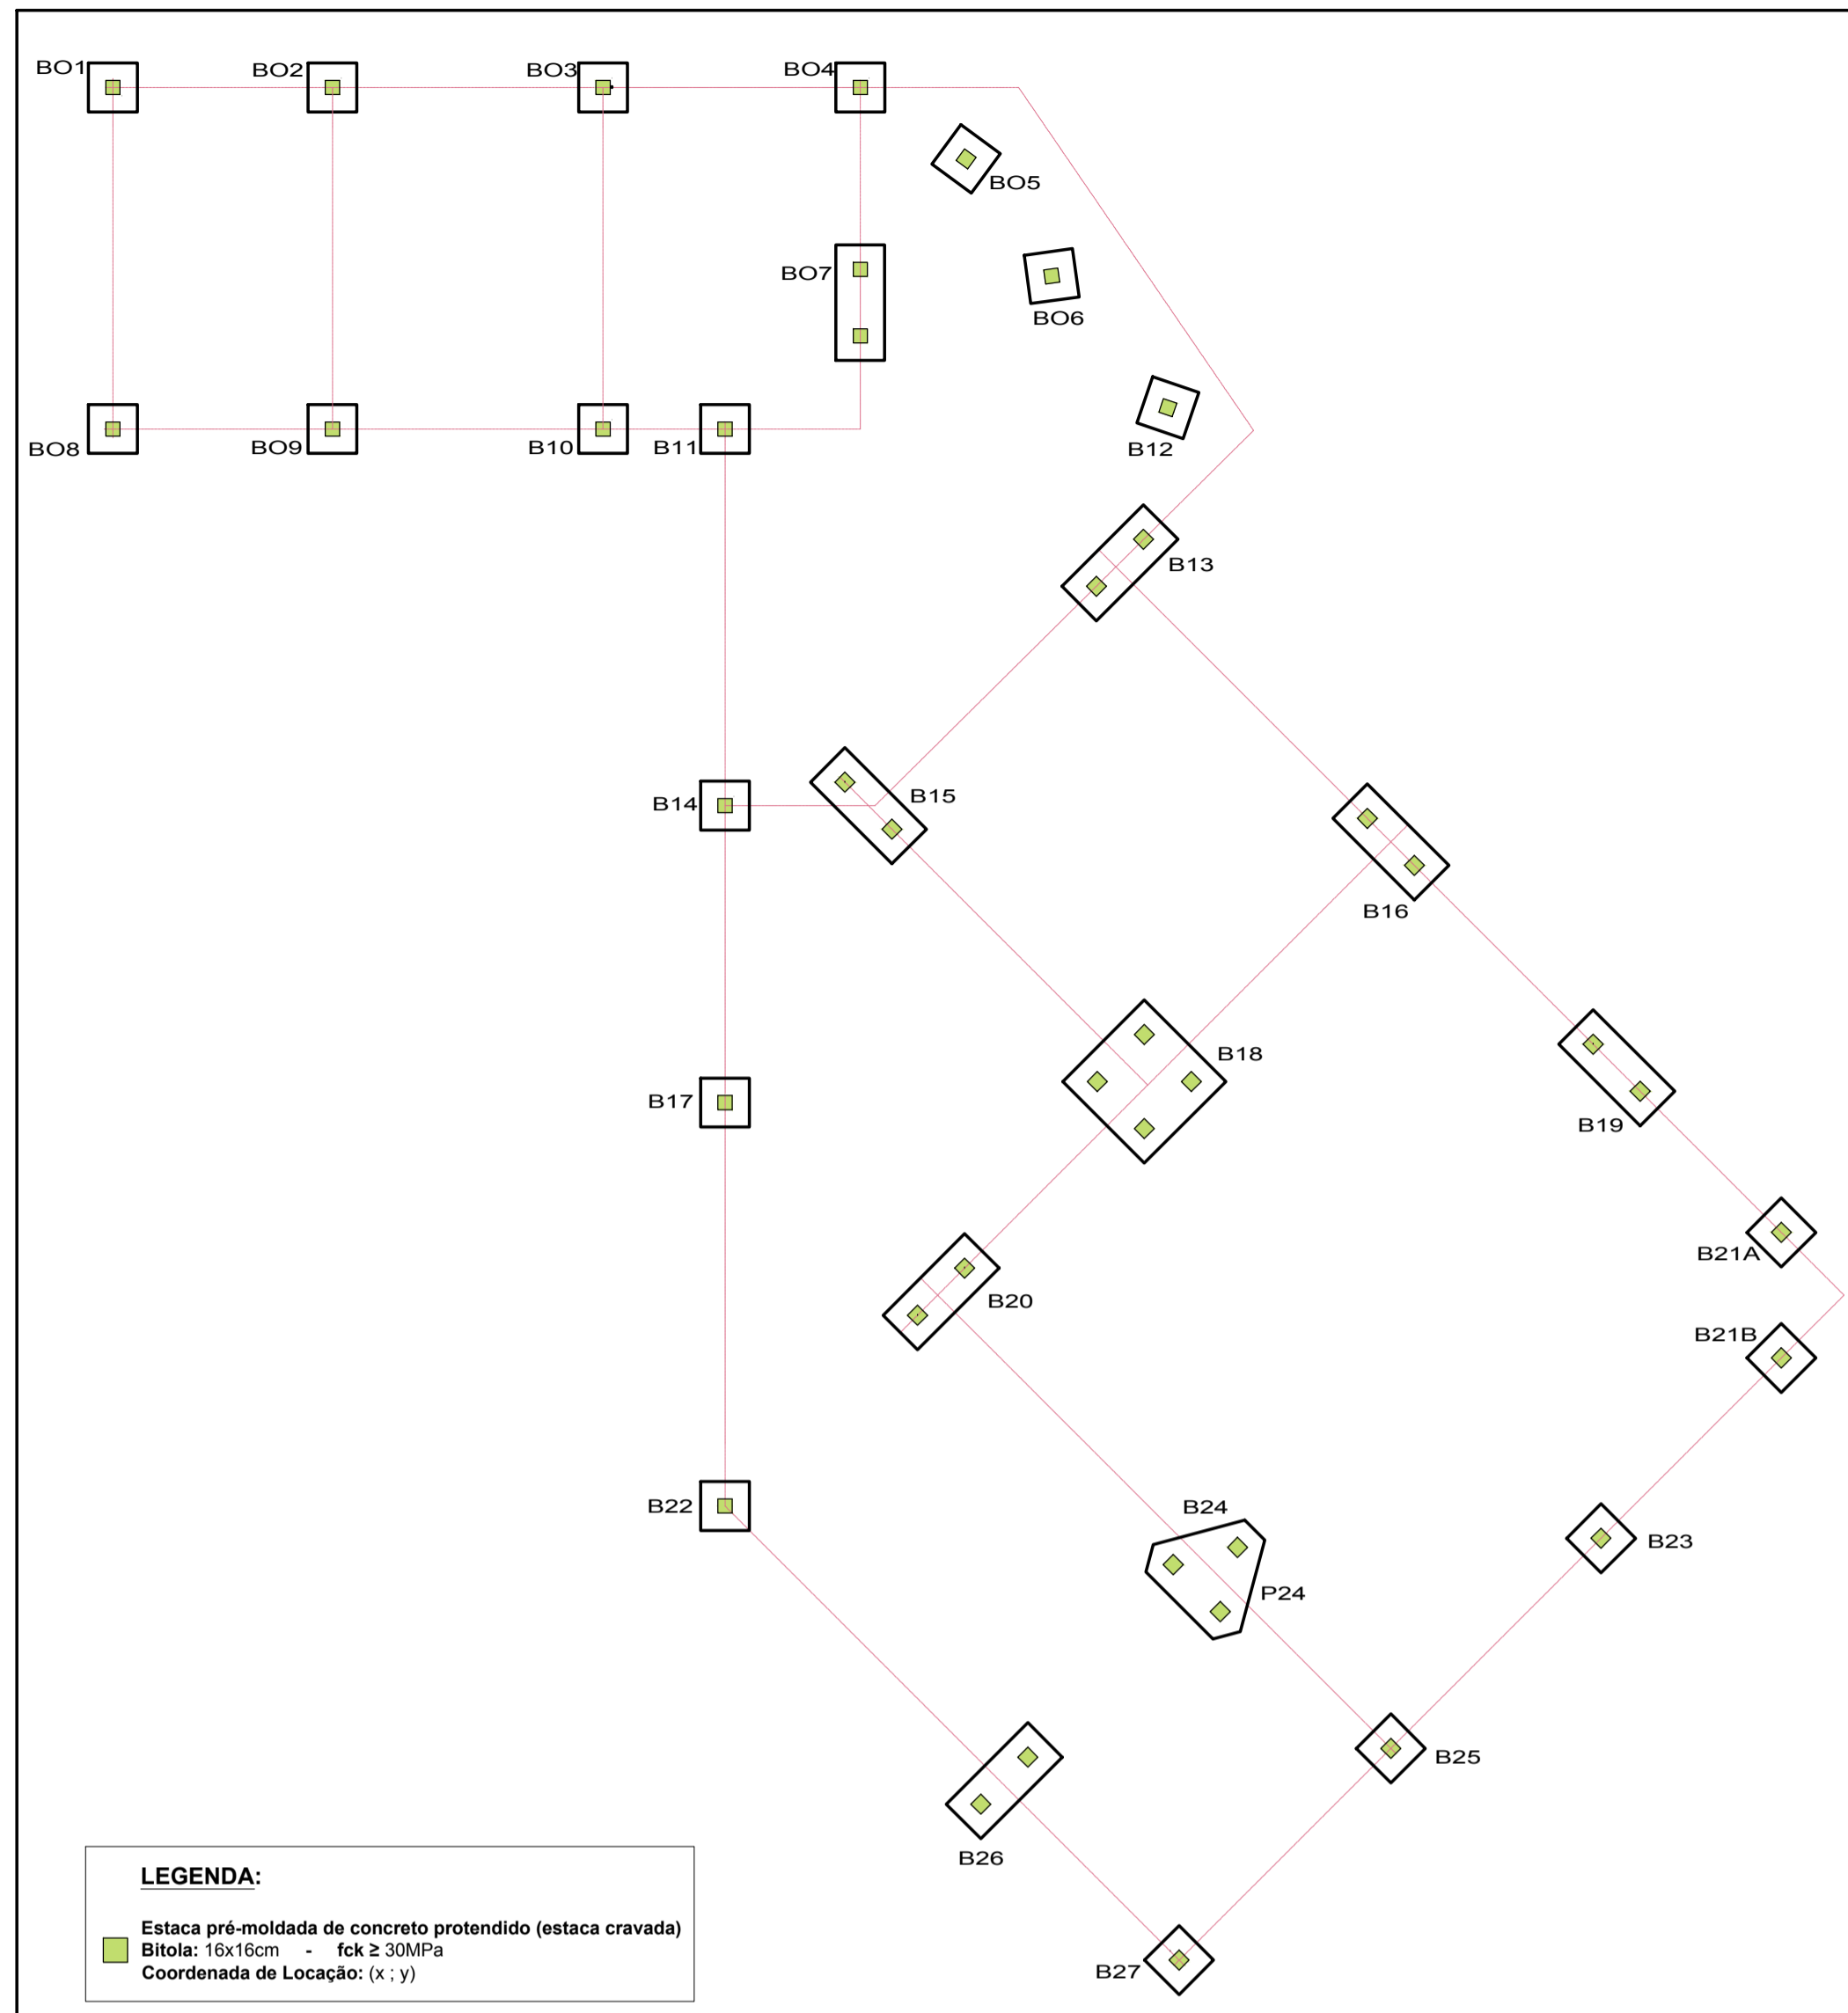 BO1
BO2
BO3
BO4
BO5
BO7
BO6
BO8
BO9
B10
B11
B12
B13
B14
B15
B16
B18
B17
B19
B21A
B20
B21B
B24
B22
B23
P24
B25
B26
B27
LEGENDA:
Estaca pré-moldada de concreto protendido (estaca cravada)
Bitola: 16x16cm - fck ≥ 30MPa
Coordenada de Locação: (x ; y)